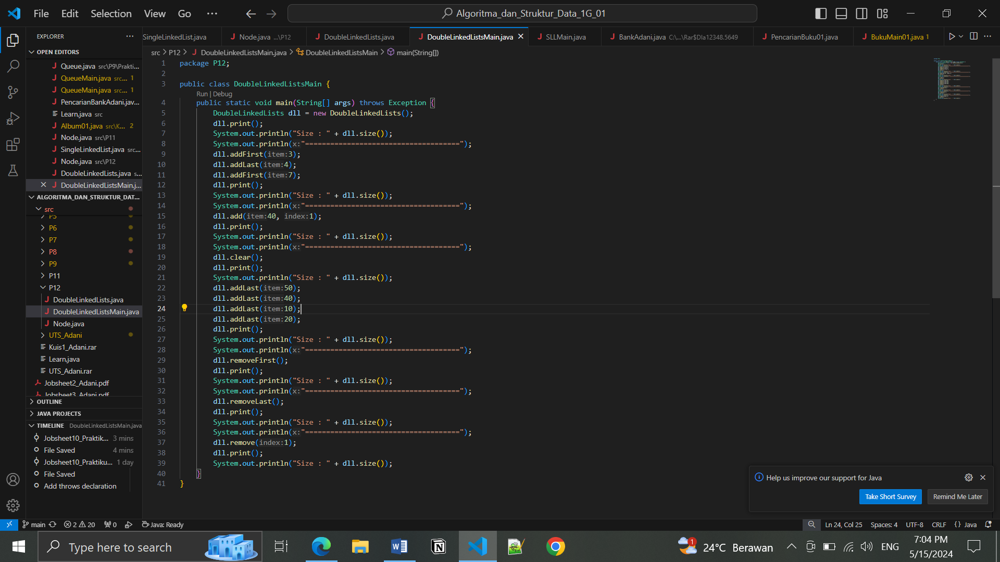 File Edit Selection View Go ··· Algoritma_dan_Struktur_Data_1G_01
EXPLORER ···
OPEN EDITORS
Queue.java src\P9\Prakti...
QueueMain.java src... 1
QueueMain.java src... 1
PencarianBankAdani.jav...
Learn,java src
Album01.java src\K... 2
Node.java src\P11
SingleLinkedList.java src...
Node.java src\P12
DoubleLinkedLists.java s...
DoubleLinkedListsMain.j...
ALGORITMA_DAN_STRUKTUR_DAT...
src
P5
P6
P7
P8
P9
P11
P12
DoubleLinkedLists.java
DoubleLinkedListsMain.java
Node.java
UTS_Adani
Kuis1_Adani.rar
Learn,java
UTS_Adani.rar
Jobsheet2_Adani.pdf
Jobsheet3_Adani.pdf
OUTLINE
JAVA PROJECTS
TIMELINE DoubleLinkedListsMain.java
Jobsheet10_Praktik... 3 mins
File Saved 4 mins
Jobsheet10_Praktiku... 1 day
File Saved
Add throws declaration
SingleLinkedList.java Node.java ...\P12 DoubleLinkedLists.java DoubleLinkedListsMain.java SLLMain.java BankAdani.java C:\...\Rar$DIa12348.5649 PencarianBuku01.java BukuMain01.java 1 ···
src > P12 > DoubleLinkedListsMain.java > DoubleLinkedListsMain > main(String[])
1 package P12;
2
3 public class DoubleLinkedListsMain {
Run | Debug
4 public static void main(String[] args) throws Exception {
5 DoubleLinkedLists dll = new DoubleLinkedLists();
6 dll.print();
7 System.out.println("Size : " + dll.size());
8 System.out.println(x:"=====================================");
9 dll.addFirst(item:3);
10 dll.addLast(item:4);
11 dll.addFirst(item:7);
12 dll.print();
13 System.out.println("Size : " + dll.size());
14 System.out.println(x:"=====================================");
15 dll.add(item:40, index:1);
16 dll.print();
17 System.out.println("Size : " + dll.size());
18 System.out.println(x:"=====================================");
19 dll.clear();
20 dll.print();
21 System.out.println("Size : " + dll.size());
22 dll.addLast(item:50);
23 dll.addLast(item:40);
24 dll.addLast(item:10);
25 dll.addLast(item:20);
26 dll.print();
27 System.out.println("Size : " + dll.size());
28 System.out.println(x:"=====================================");
29 dll.removeFirst();
30 dll.print();
31 System.out.println("Size : " + dll.size());
32 System.out.println(x:"=====================================");
33 dll.removeLast();
34 dll.print();
35 System.out.println("Size : " + dll.size());
36 System.out.println(x:"=====================================");
37 dll.remove(index:1);
38 dll.print();
39 System.out.println("Size : " + dll.size());
40 }
41 }
Help us improve our support for Java
Take Short Survey Remind Me Later
main 2 20 0 Java: Ready Ln 24, Col 25 Spaces: 4 UTF-8 CRLF {} Java
Type here to search 1 24°C Berawan ENG 7:04 PM
5/15/2024